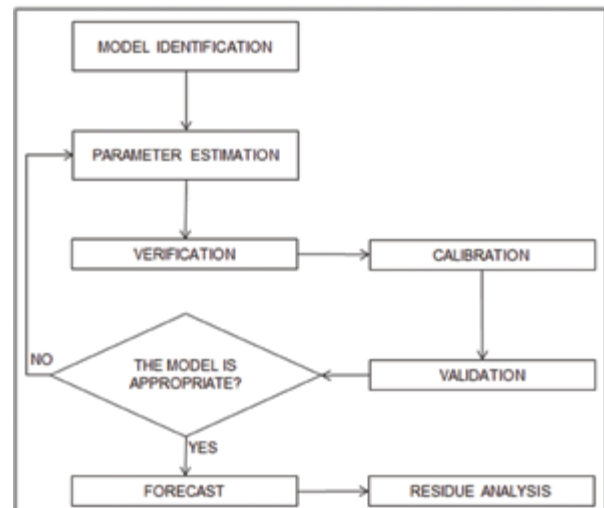 MODEL IDENTIFICATION
PARAMETER ESTIMATION
VERIFICATION
CALIBRATION
NO
THE MODEL IS
APPROPRIATE?
VALIDATION
YES
FORECAST
RESIDUE ANALYSIS